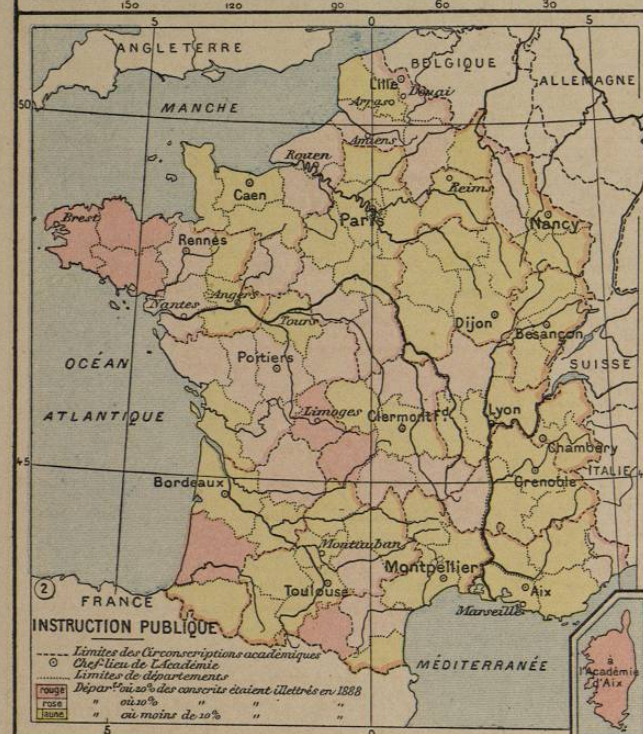 150 5 120 90 0 60 30 5
ANGLETERRE
BELGIQUE
ALLEMAGNE
Lille
Douai
50
MANCHE
Arras
Amiens
Rouen
Reims
Caen
Paris
Nancy
Brest
Rennes
Angers
Nantes
Tours
Dijon
Besançon
Poitiers
OCÉAN
SUISSE
ATLANTIQUE
Limoges
Clermont Fd
Lyon
Chambéry
45
ITALIE
Grenoble
Bordeaux
Montauban
Montpellier
Toulouse
Aix
Marseille
2
FRANCE
INSTRUCTION PUBLIQUE
Limites des Circonscriptions académiques
Chef-lieu de l'Académie
MÉDITERRANÉE
à
l'Académie
d'Aix
Limites de départements
rouge Départ.ts où 20% des conscrits étaient illettrés en 1888
rose " où 10% " " "
jaune " où moins de 10% " "
5 0